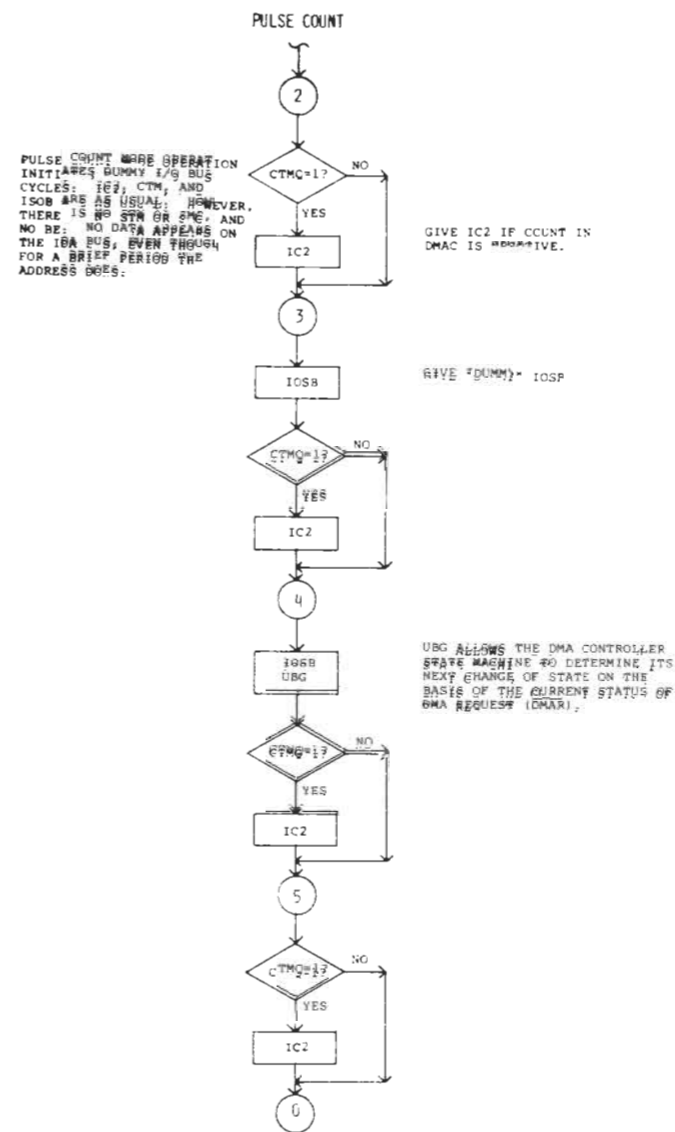 PULSE COUNT
2
PULSE COUNT MODE OPERATION
INITIATES DUMMY I/O BUS
CYCLES: IC2, CTM, AND
ISOB ARE AS USUAL. HOWEVER,
THERE IS NO STM OR AND
NO BE: NO DATA APPEARS ON
THE IDA BUS, EVEN THOUGH
FOR A BRIEF PERIOD THE
ADDRESS DOES.
CTMQ=1?
NO
YES
IC2
GIVE IC2 IF COUNT IN
DMAC IS
3
IOSB
GIVE "DUMMY" IOSB
CTMQ=1?
NO
YES
IC2
4
IOSB
UBG
UBG ALLOWS THE DMA CONTROLLER
STATE MACHINE TO DETERMINE ITS
NEXT CHANGE OF STATE ON THE
BASIS OF THE CURRENT STATUS OF
DMA REQUEST (DMAR).
CTMQ=1?
NO
YES
IC2
5
CTMQ=1?
NO
YES
IC2
0